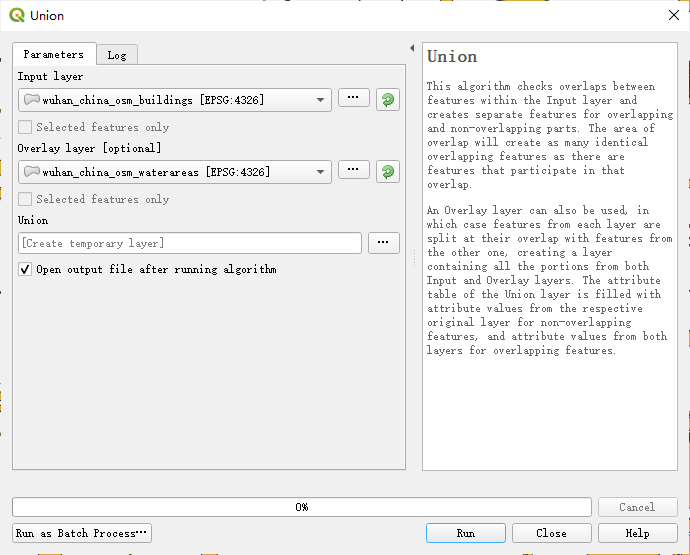 Union
Parameters
Log
Input layer
wuhan_china_osm_buildings [EPSG:4326]
...
Selected features only
Overlay layer [optional]
wuhan_china_osm_waterareas [EPSG:4326]
...
Selected features only
Union
[Create temporary layer]
...
Open output file after running algorithm
Union
This algorithm checks overlaps between
features within the Input layer and
creates separate features for overlapping
and non-overlapping parts. The area of
overlap will create as many identical
overlapping features as there are
features that participate in that
overlap.
An Overlay layer can also be used, in
which case features from each layer are
split at their overlap with features from
the other one, creating a layer
containing all the portions from both
Input and Overlay layers. The attribute
table of the Union layer is filled with
attribute values from the respective
original layer for non-overlapping
features, and attribute values from both
layers for overlapping features.
0%
Cancel
Run as Batch Process...
Run
Close
Help